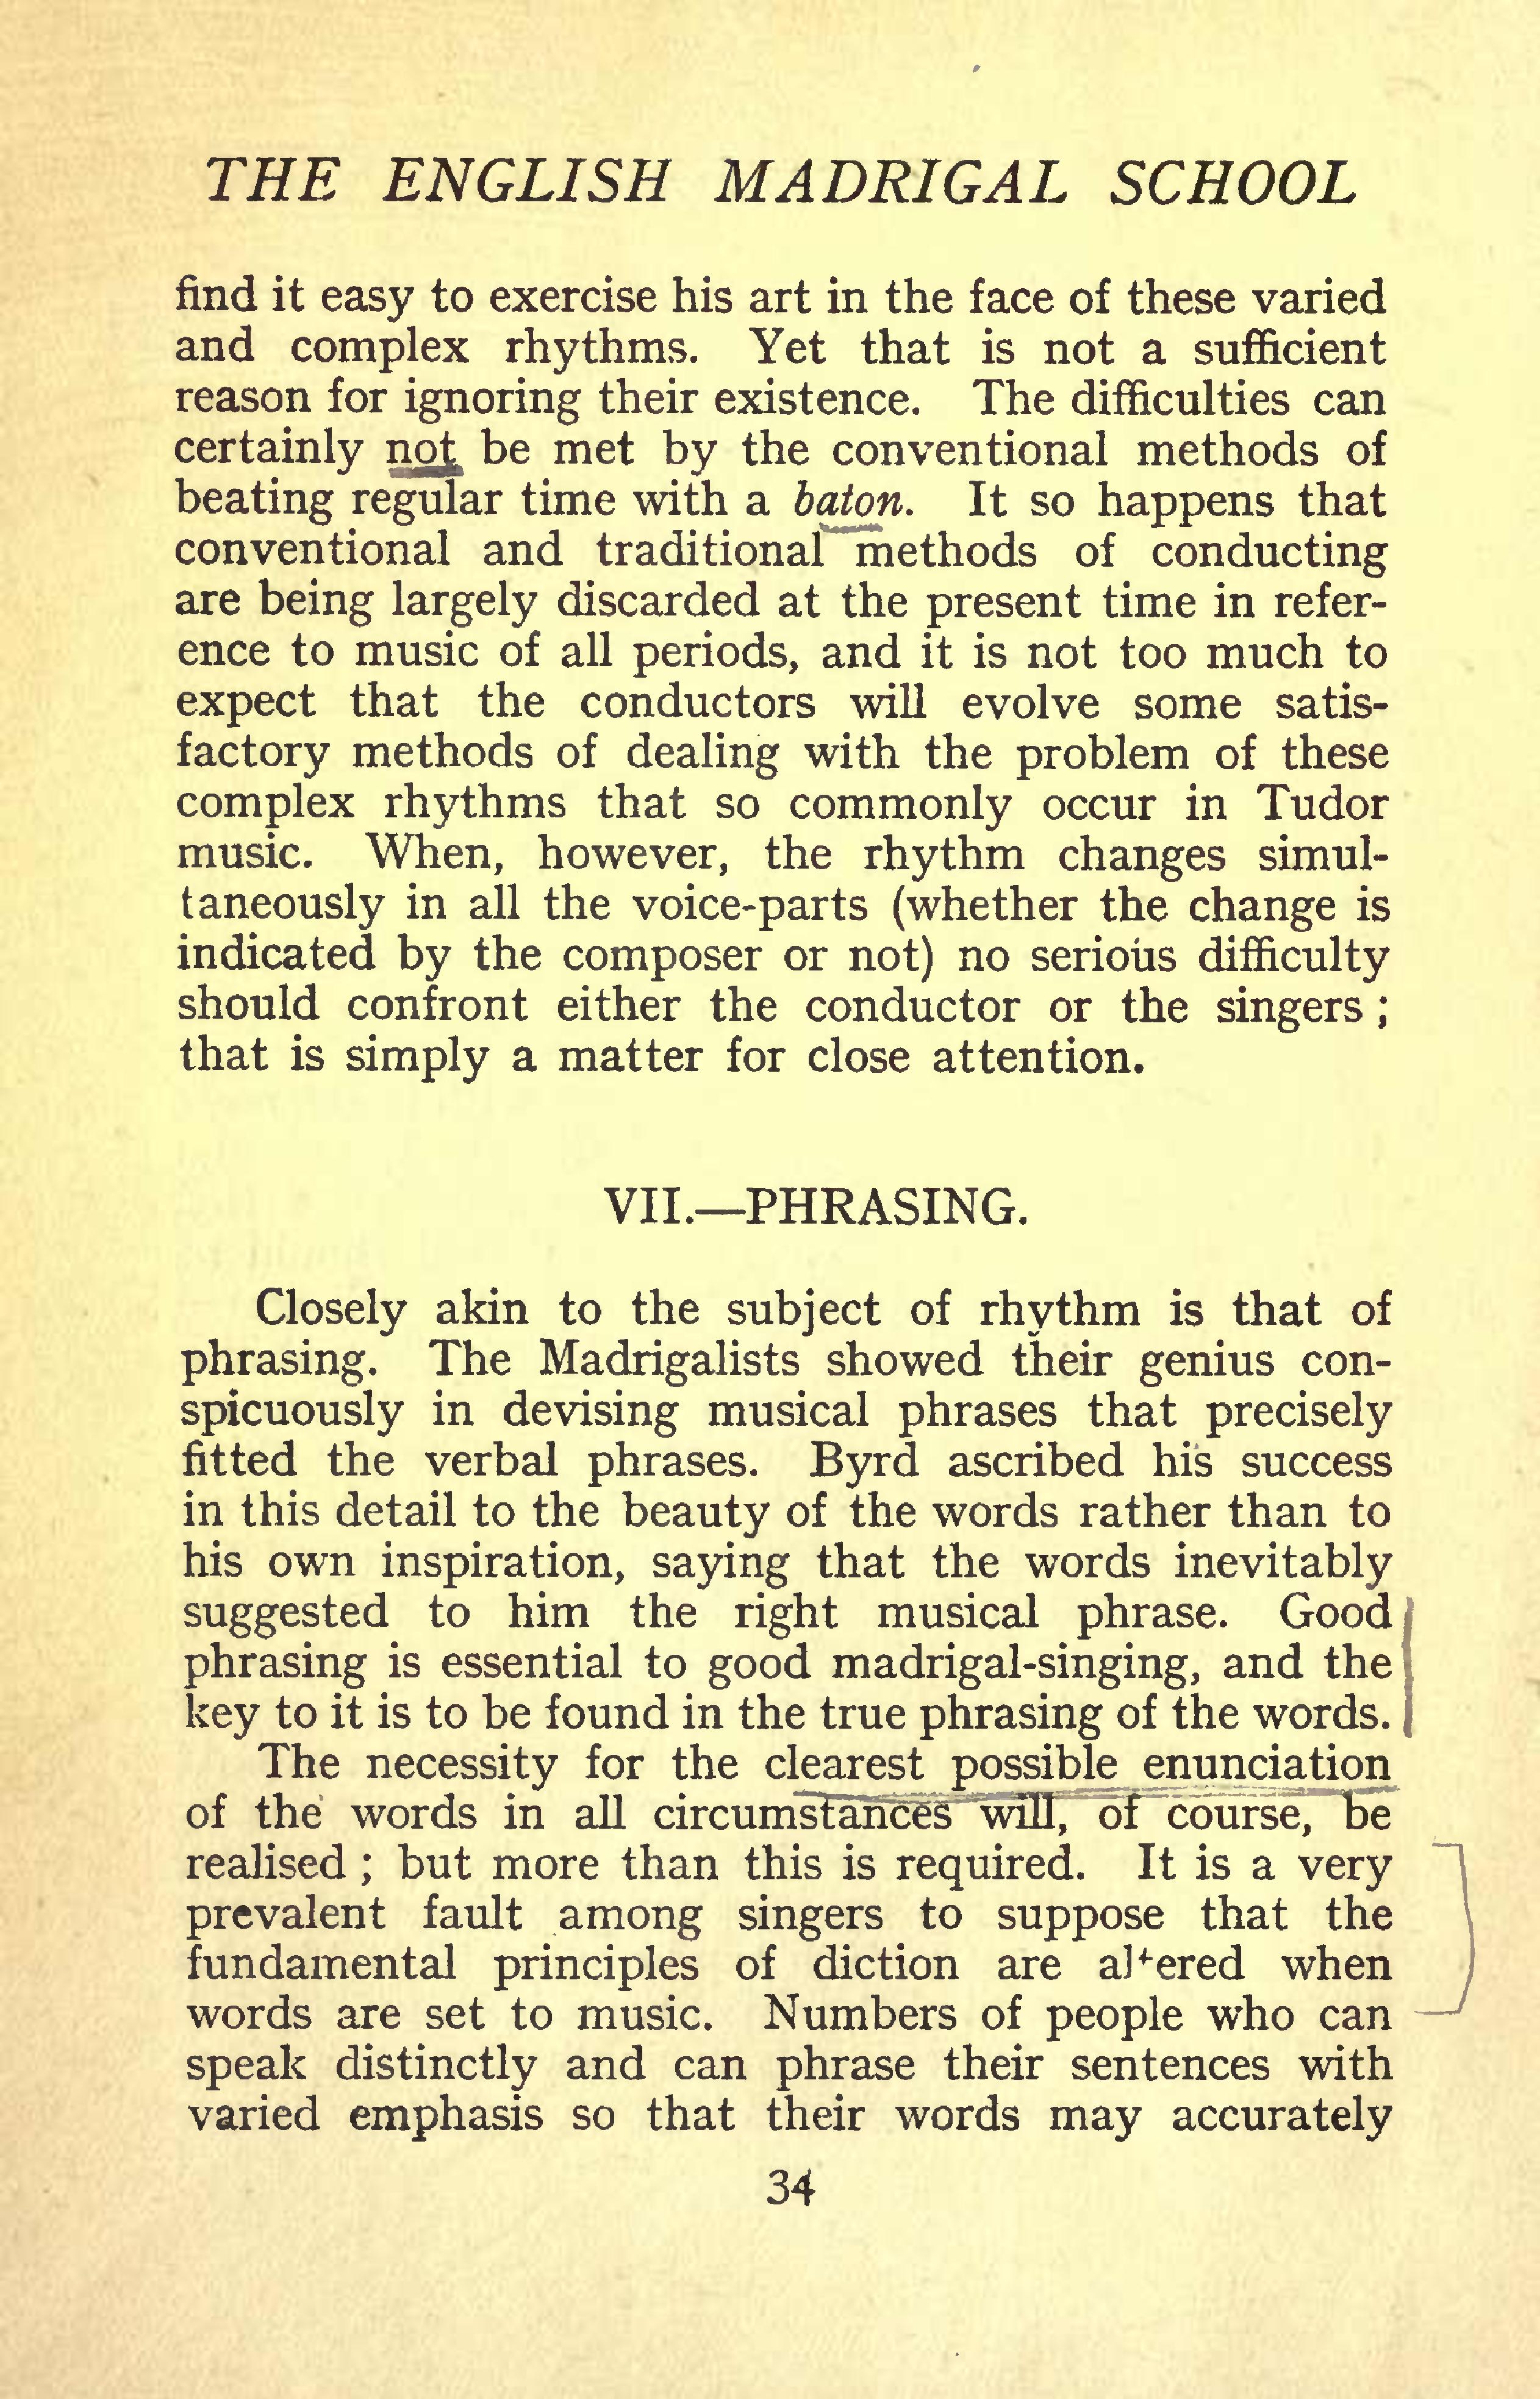 THE ENGLISH MADRIGAL SCHOOL
find it easy to exercise his art in the face of these varied
and complex rhythms. Yet that is not a sufficient
reason for ignoring their existence. The difficulties can
certainly not be met by the conventional methods of
beating regular time with a baton. It so happens that
conventional and traditional methods of conducting
are being largely discarded at the present time in refer-
ence to music of all periods, and it is not too much to
expect that the conductors will evolve some satis-
factory methods of dealing with the problem of these
complex rhythms that so commonly occur in Tudor
music. When, however, the rhythm changes simul-
taneously in all the voice-parts (whether the change is
indicated by the composer or not) no serious difficulty
should confront either the conductor or the singers ;
that is simply a matter for close attention.
VII.—PHRASING.
Closely akin to the subject of rhythm is that of
phrasing. The Madrigalists showed their genius con-
spicuously in devising musical phrases that precisely
fitted the verbal phrases. Byrd ascribed his success
in this detail to the beauty of the words rather than to
his own inspiration, saying that the words inevitably
suggested to him the right musical phrase. Good
phrasing is essential to good madrigal-singing, and the
key to it is to be found in the true phrasing of the words.
The necessity for the clearest possible enunciation
of the words in all circumstances will, of course, be
realised ; but more than this is required. It is a very
prevalent fault among singers to suppose that the
fundamental principles of diction are altered when
words are set to music. Numbers of people who can
speak distinctly and can phrase their sentences with
varied emphasis so that their words may accurately
34